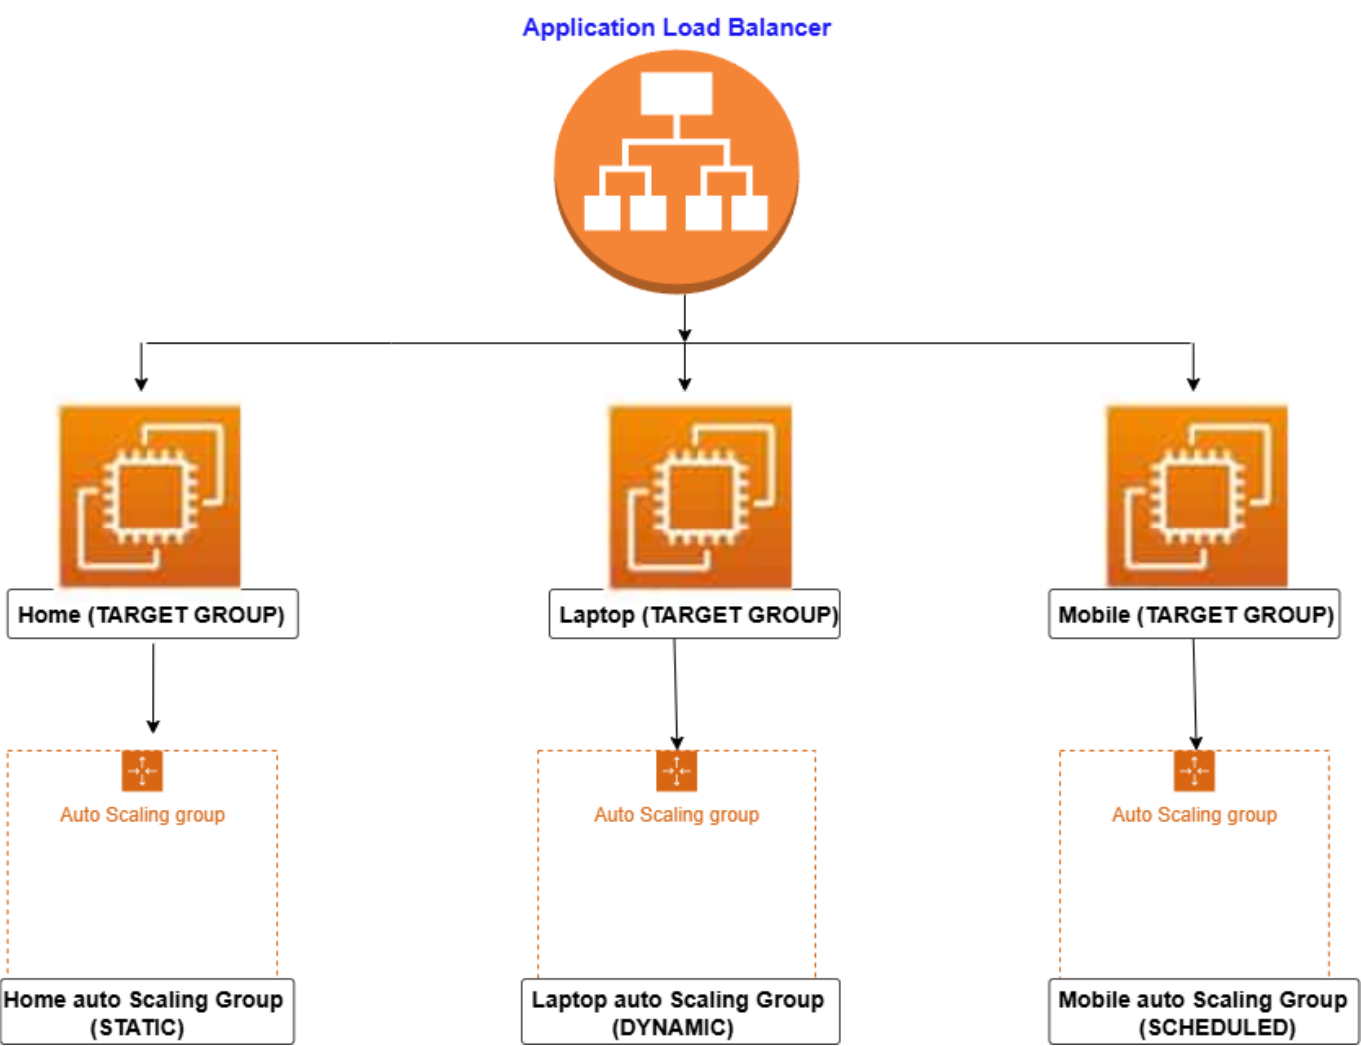 Application Load Balancer
Home (TARGET GROUP)
Laptop (TARGET GROUP)
Mobile (TARGET GROUP)
Auto Scaling group
Auto Scaling group
Auto Scaling group
Home auto Scaling Group
(STATIC)
Laptop auto Scaling Group
(DYNAMIC)
Mobile auto Scaling Group
(SCHEDULED)